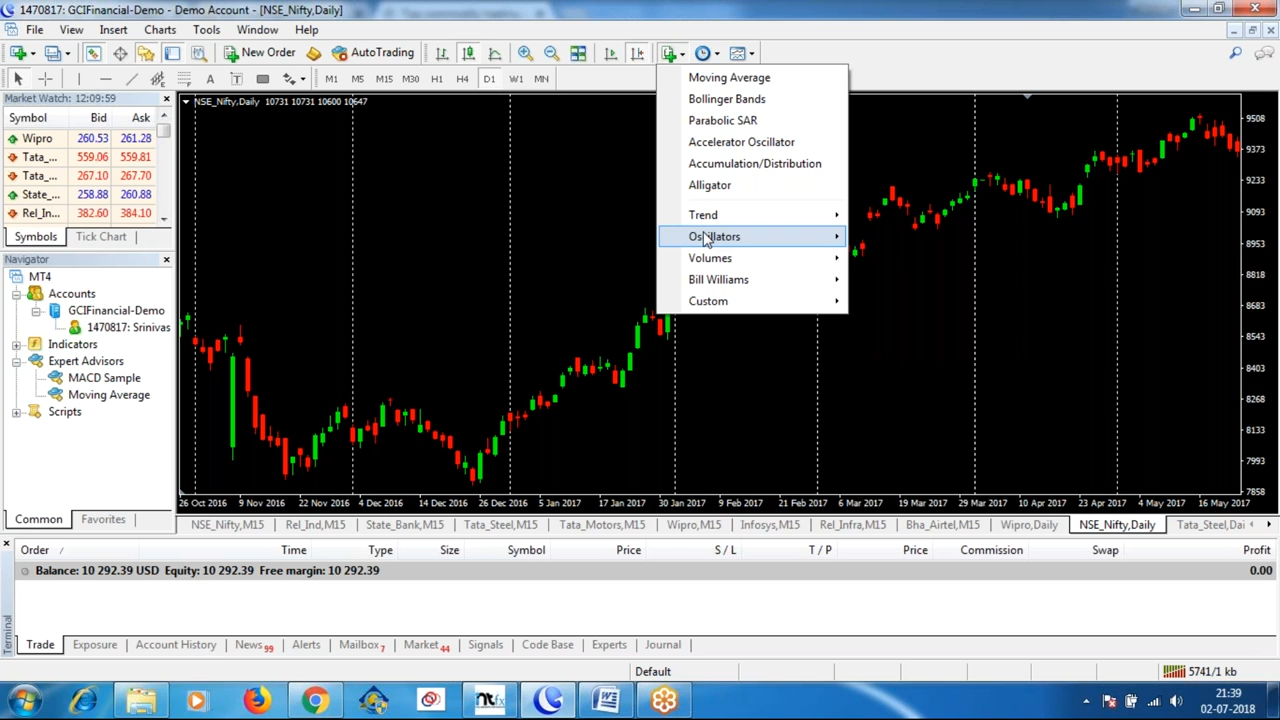 1470817: GCIFinancial-Demo - Demo Account - [NSE_Nifty,Daily]
File View Insert Charts Tools Window Help
New Order AutoTrading
A T M1 M5 M15 M30 H1 H4 D1 W1 MN
Market Watch: 12:09:59
Symbol Bid Ask
Wipro 260.53 261.28
Tata_... 559.06 559.81
Tata_... 267.10 267.70
State_... 258.88 260.88
Rel_In... 382.60 384.10
Symbols Tick Chart
Navigator
MT4
Accounts
GCIFinancial-Demo
1470817: Srinivas
Indicators
Expert Advisors
MACD Sample
Moving Average
Scripts
Common Favorites
NSE_Nifty,Daily 10731 10731 10600 10647
Moving Average
Bollinger Bands
Parabolic SAR
Accelerator Oscillator
Accumulation/Distribution
Alligator
Trend
Oscillators
Volumes
Bill Williams
Custom
9508
9373
9233
9093
8953
8818
8683
8543
8403
8268
8133
7993
7858
26 Oct 2016 9 Nov 2016 22 Nov 2016 4 Dec 2016 14 Dec 2016 26 Dec 2016 5 Jan 2017 17 Jan 2017 30 Jan 2017 9 Feb 2017 21 Feb 2017 6 Mar 2017 19 Mar 2017 29 Mar 2017 10 Apr 2017 23 Apr 2017 4 May 2017 16 May 2017
NSE_Nifty,M15 Rel_Ind,M15 State_Bank,M15 Tata_Steel,M15 Tata_Motors,M15 Wipro,M15 Infosys,M15 Rel_Infra,M15 Bha_Airtel,M15 Wipro,Daily NSE_Nifty,Daily Tata_Steel,Dai
Order / Time Type Size Symbol Price S / L T / P Price Commission Swap Profit
Balance: 10 292.39 USD Equity: 10 292.39 Free margin: 10 292.39 0.00
Terminal
Trade Exposure Account History News 99 Alerts Mailbox 7 Market 44 Signals Code Base Experts Journal
Default 5741/1 kb
ntfx
21:39
02-07-2018